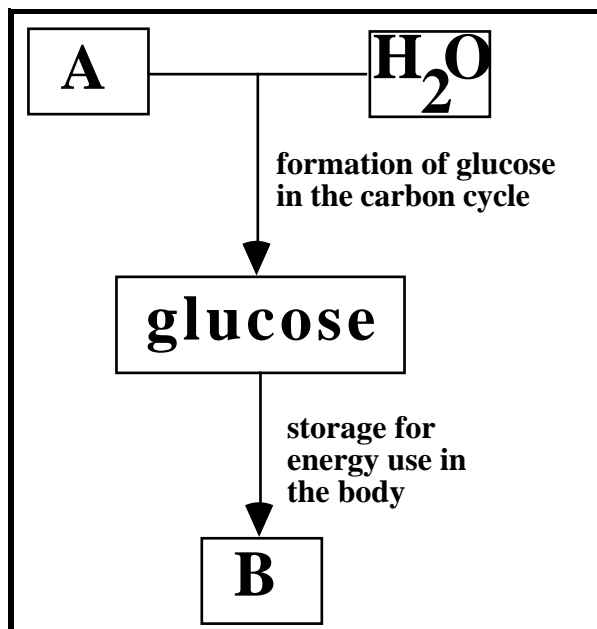 A
H₂O
formation of glucose
in the carbon cycle
glucose
storage for
energy use in
the body
B